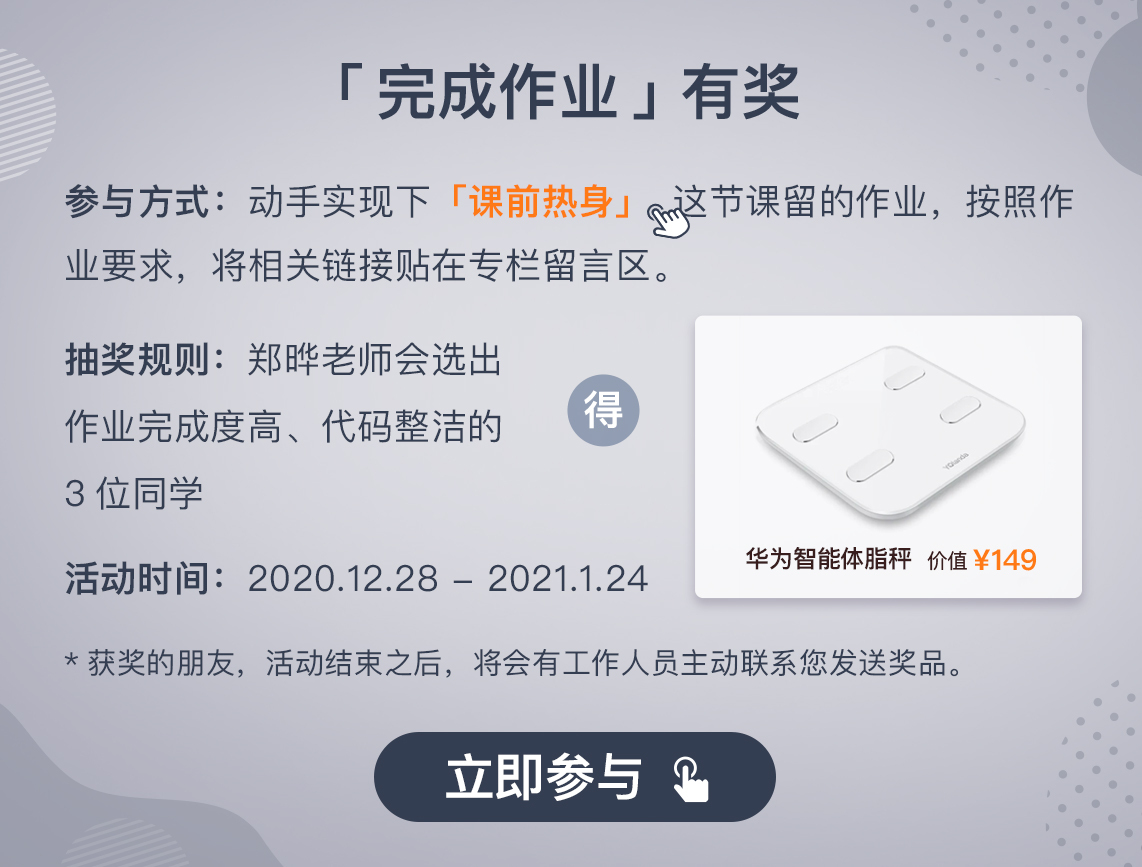 「完成作业」有奖
参与方式：动手实现下「课前热身」这节课留的作业，按照作
业要求，将相关链接贴在专栏留言区。
抽奖规则：郑晔老师会选出
作业完成度高、代码整洁的
3 位同学
得
YOlanda
华为智能体脂秤 价值 ¥149
活动时间：2020.12.28 – 2021.1.24
* 获奖的朋友，活动结束之后，将会有工作人员主动联系您发送奖品。
立即参与